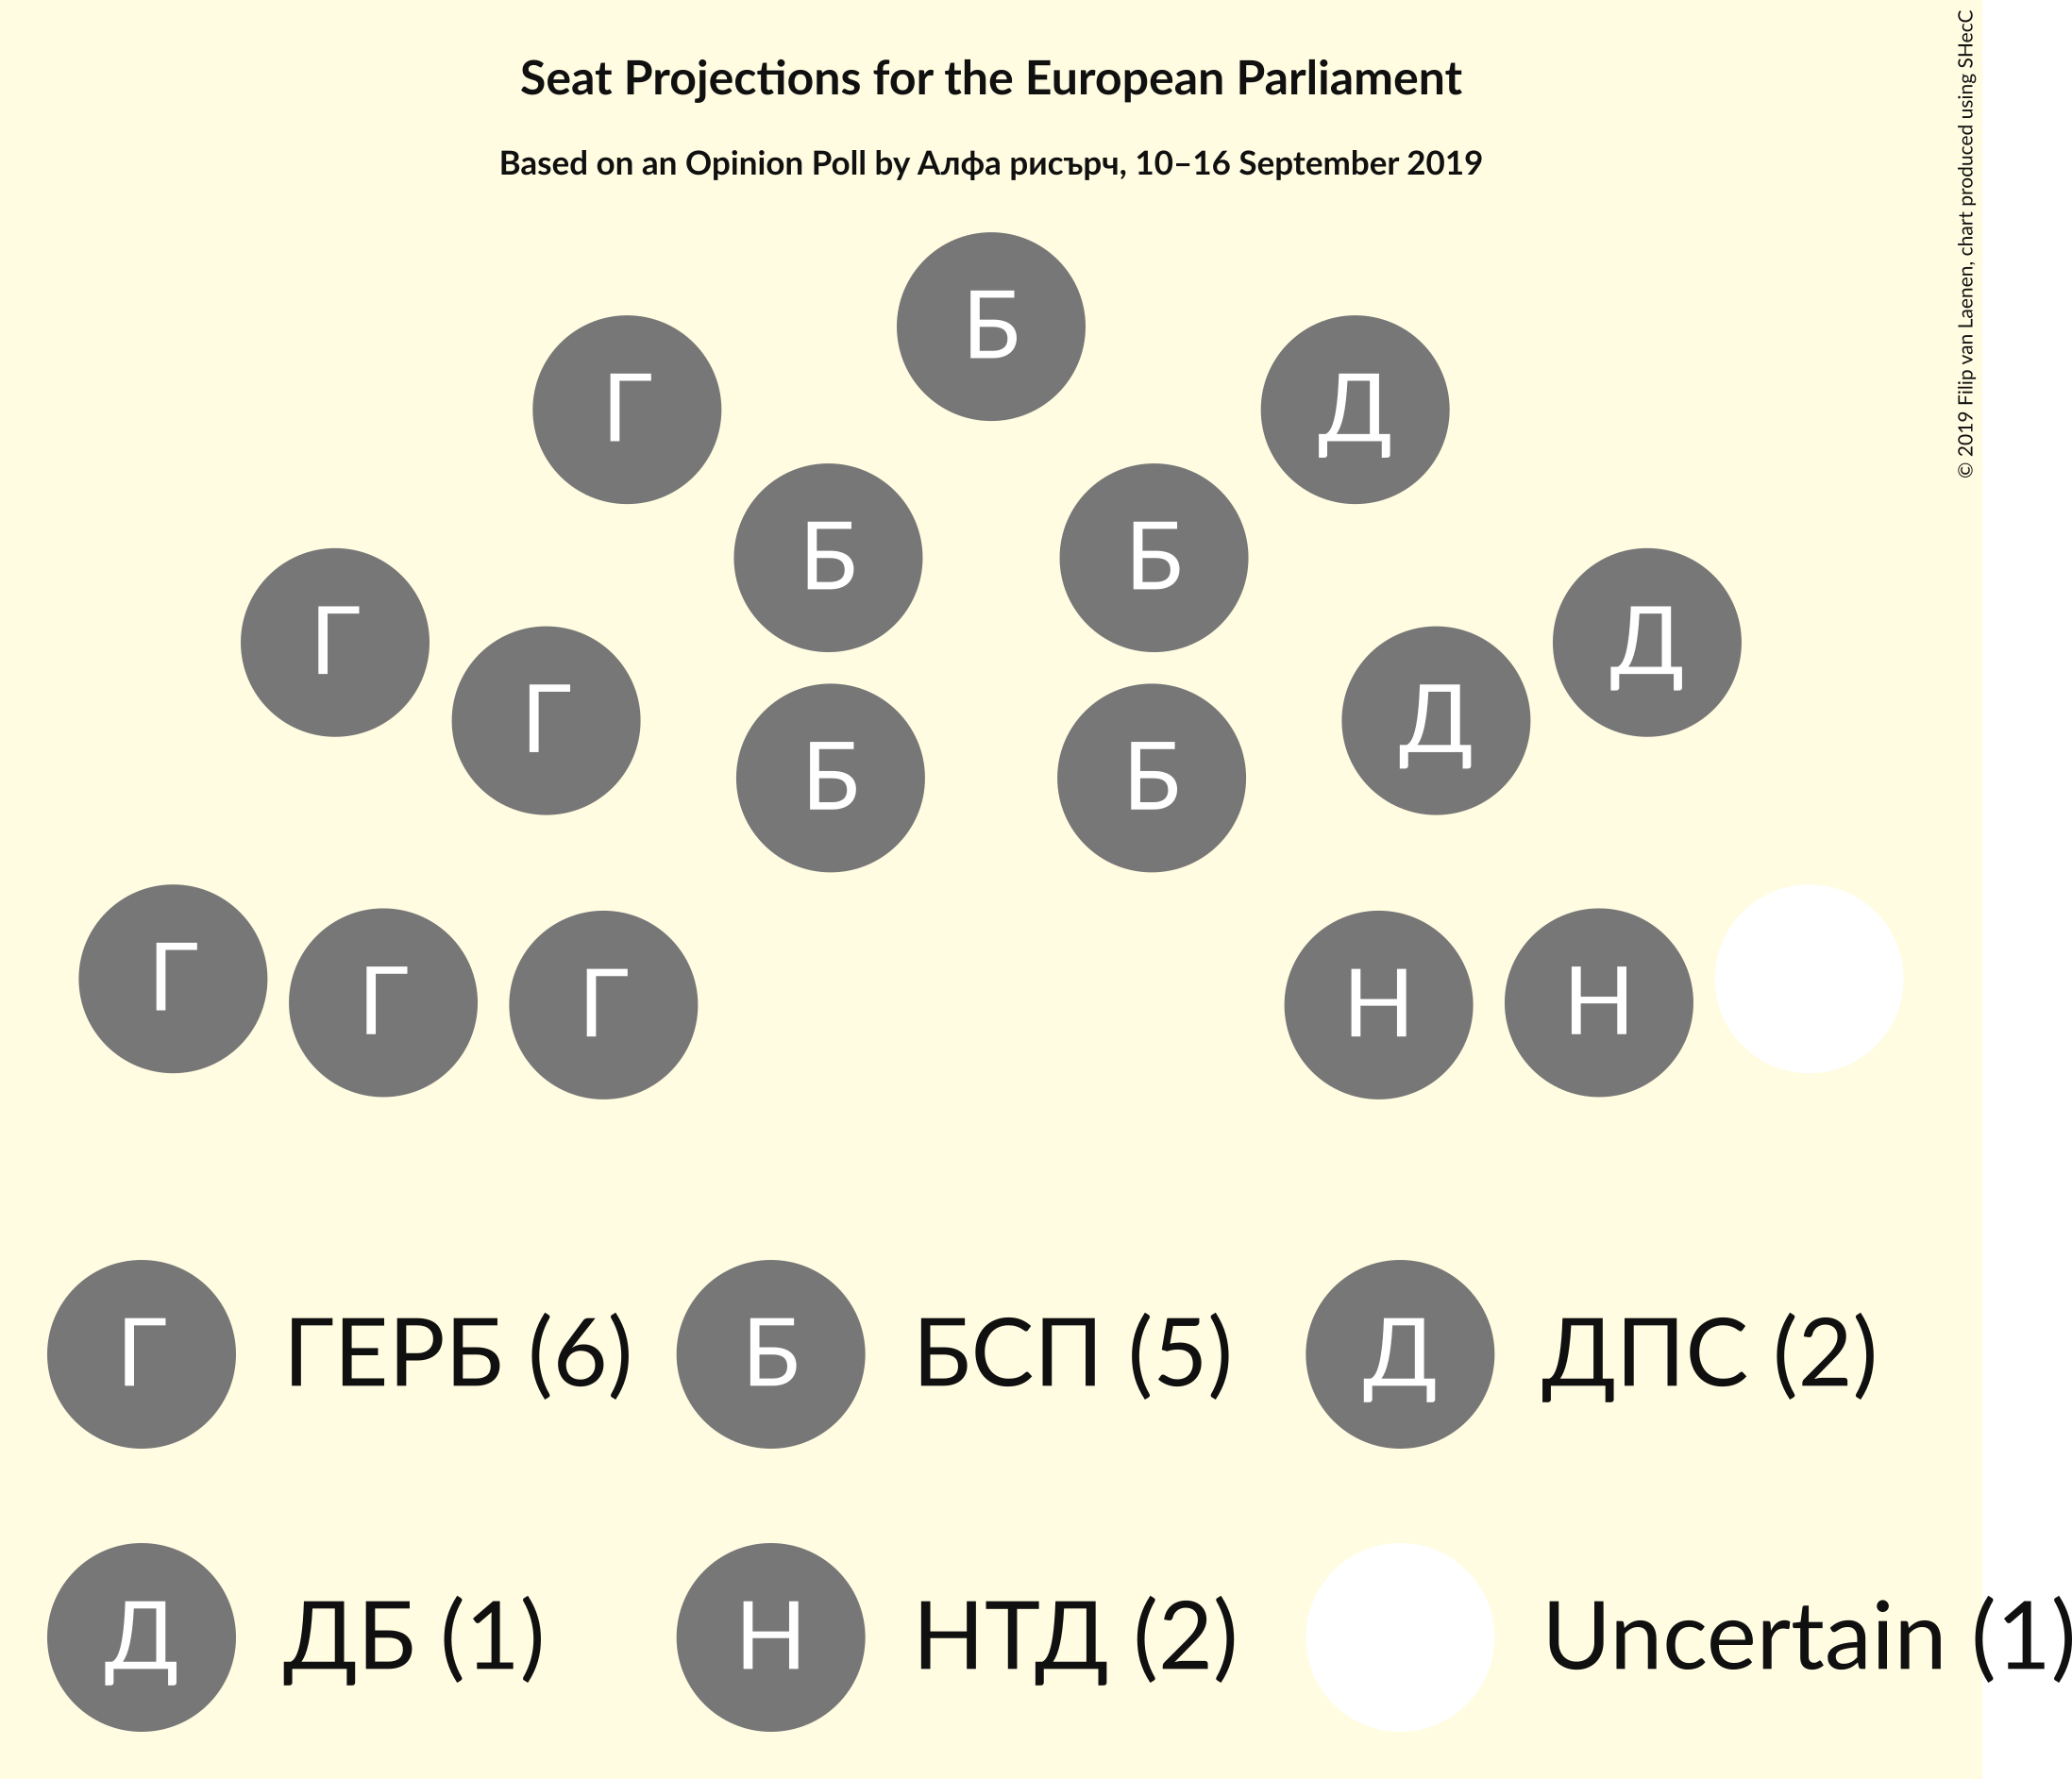 Seat Projections for the European Parliament
Based on an Opinion Poll by Алфа рисърч, 10–16 September 2019
© 2019 Filip van Laenen, chart produced using SHecC
Б
Г Д
Б Б
Г Д
Г Д
Б Б
Г Г Г Н Н
Г ГЕРБ (6) Б БСП (5) Д ДПС (2)
Д ДБ (1) Н НТД (2) Uncertain (1)